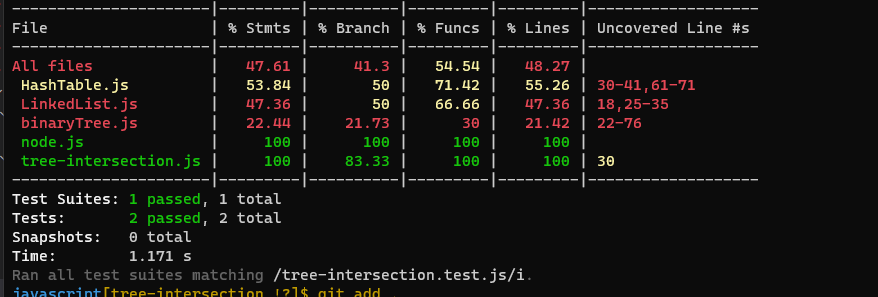 --------------------|---------|----------|---------|---------|-------------------
File                | % Stmts | % Branch | % Funcs | % Lines | Uncovered Line #s
--------------------|---------|----------|---------|---------|-------------------
All files           |   47.61 |     41.3 |   54.54 |   48.27 |
 HashTable.js       |   53.84 |       50 |   71.42 |   55.26 | 30-41,61-71
 LinkedList.js      |   47.36 |       50 |   66.66 |   47.36 | 18,25-35
 binaryTree.js      |   22.44 |    21.73 |      30 |   21.42 | 22-76
 node.js            |     100 |      100 |     100 |     100 |
 tree-intersection.js |     100 |    83.33 |     100 |     100 | 30
--------------------|---------|----------|---------|---------|-------------------
Test Suites: 1 passed, 1 total
Tests:       2 passed, 2 total
Snapshots:   0 total
Time:        1.171 s
Ran all test suites matching /tree-intersection.test.js/i.
javascript[tree-intersection !?]$ git add .